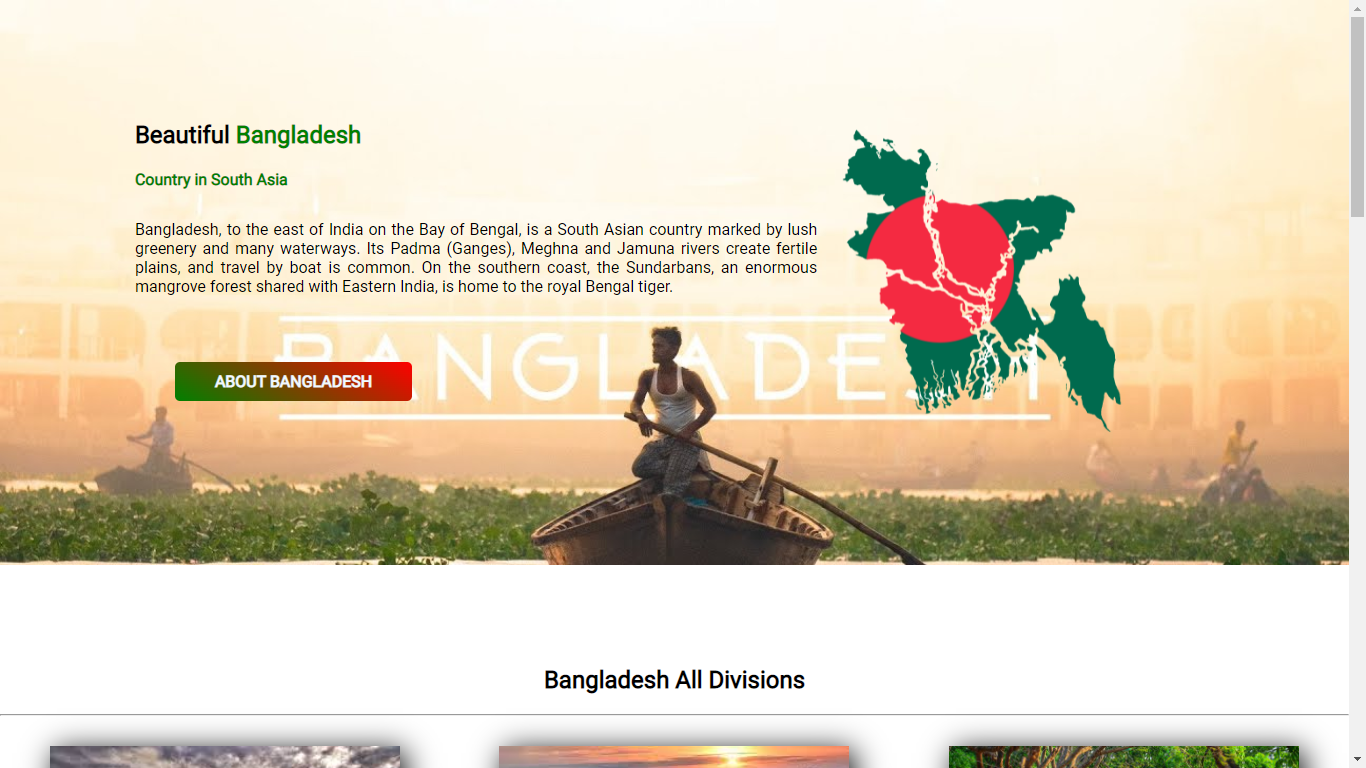 Beautiful Bangladesh
Country in South Asia
Bangladesh, to the east of India on the Bay of Bengal, is a South Asian country marked by lush
greenery and many waterways. Its Padma (Ganges), Meghna and Jamuna rivers create fertile
plains, and travel by boat is common. On the southern coast, the Sundarbans, an enormous
mangrove forest shared with Eastern India, is home to the royal Bengal tiger.
BANGLADESH
ABOUT BANGLADESH
Bangladesh All Divisions